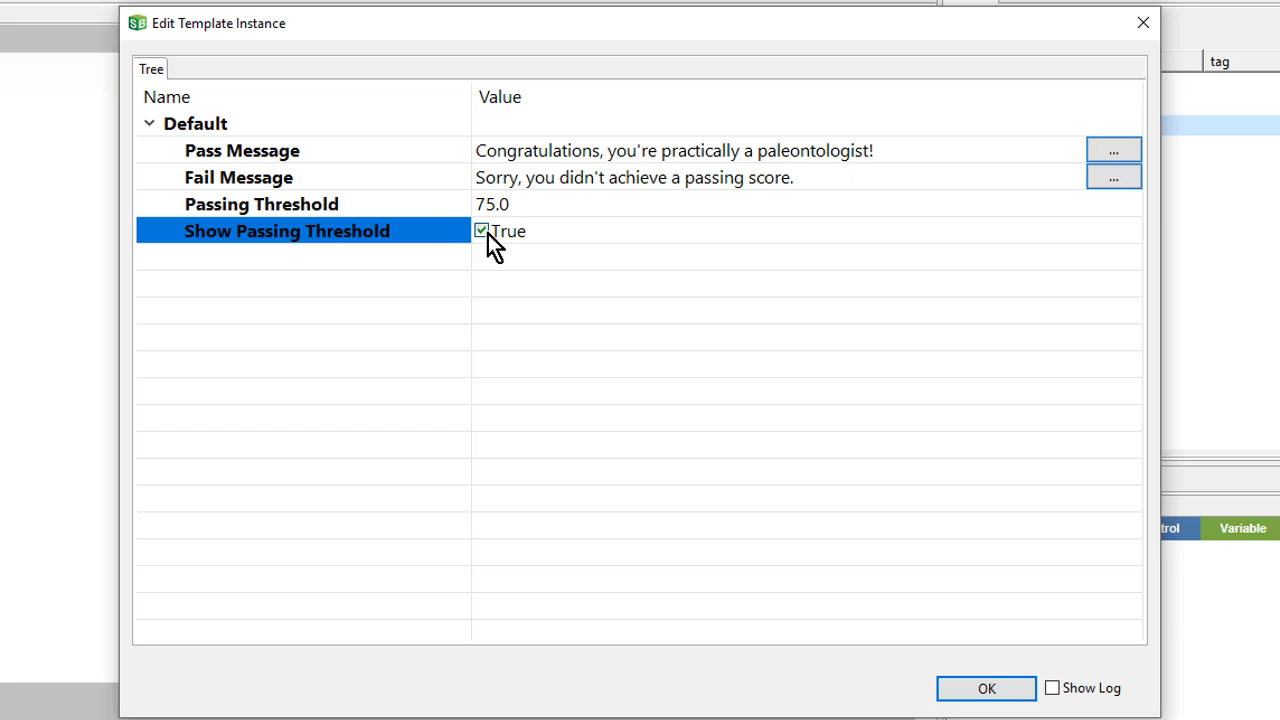 SB Edit Template Instance
tag
Tree
Name Value
Default
Pass Message Congratulations, you're practically a paleontologist! ...
Fail Message Sorry, you didn't achieve a passing score. ...
Passing Threshold 75.0
Show Passing Threshold True
trol Variable
OK Show Log